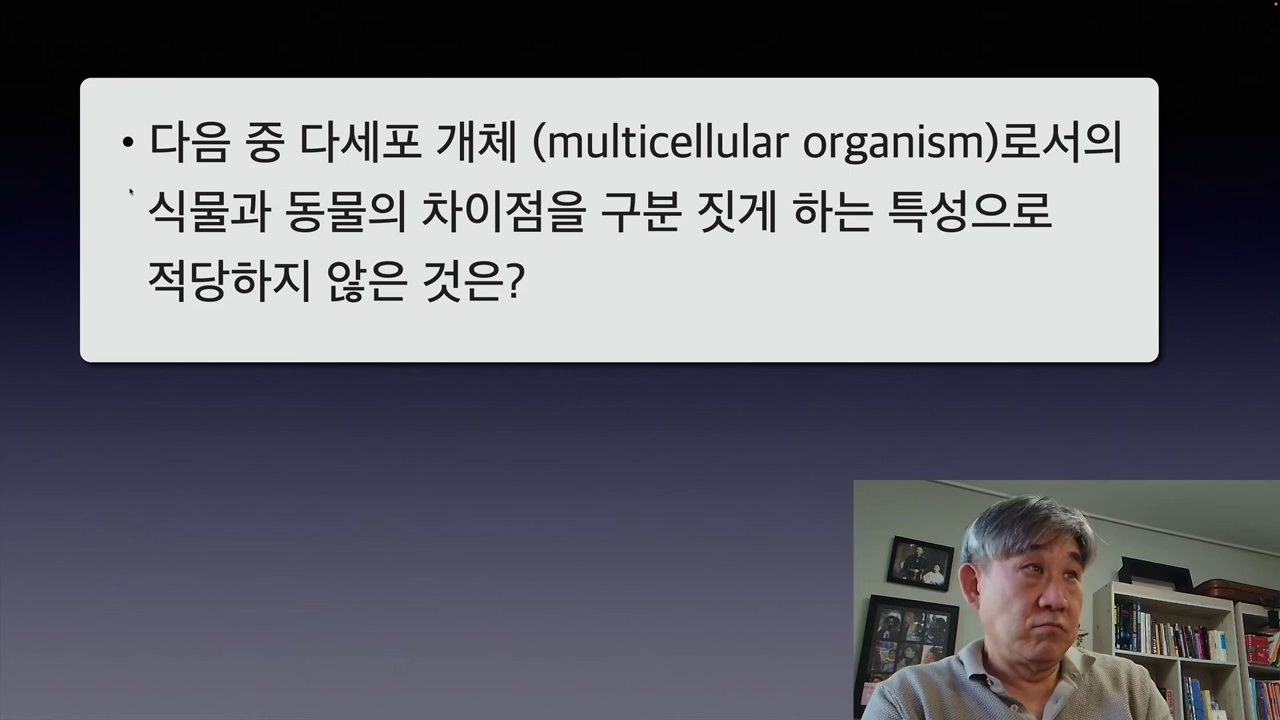 • 다음 중 다세포 개체 (multicellular organism)로서의
식물과 동물의 차이점을 구분 짓게 하는 특성으로
적당하지 않은 것은?